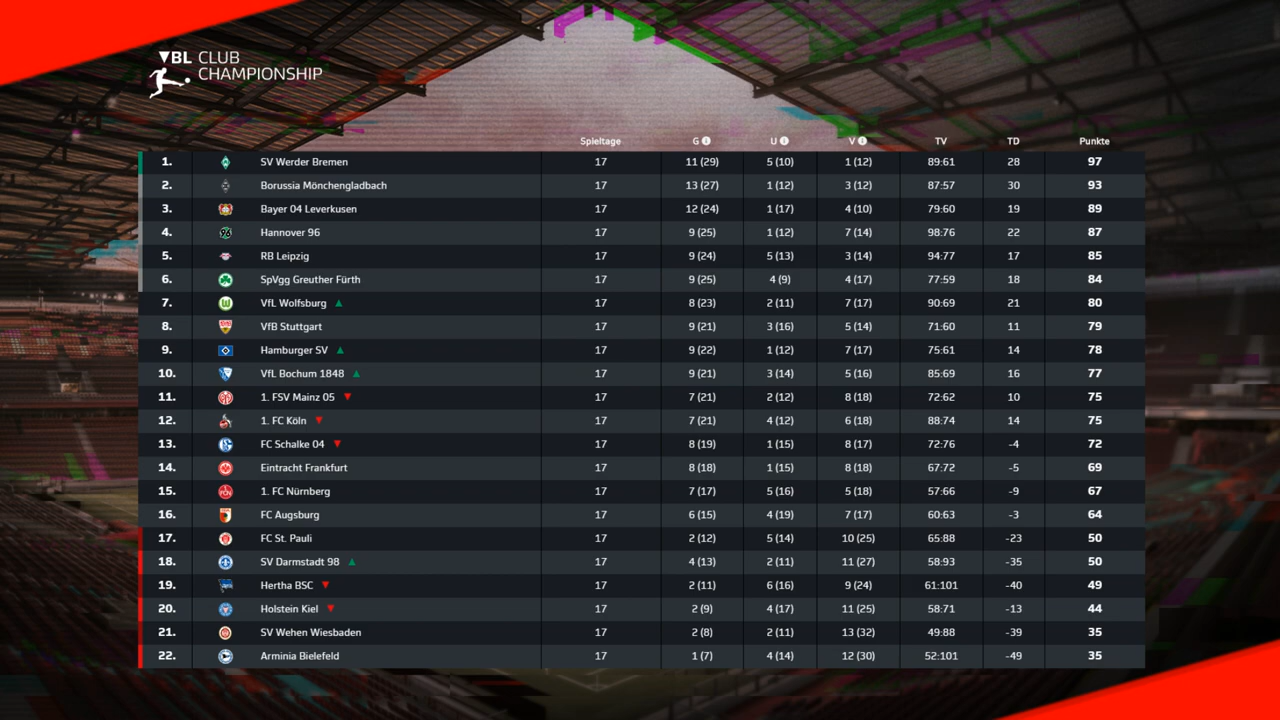 VBL CLUB
CHAMPIONSHIP
Spieltage G U V TV TD Punkte
1. SV Werder Bremen 17 11 (29) 5 (10) 1 (12) 89:61 28 97
2. Borussia Mönchengladbach 17 13 (27) 1 (12) 3 (12) 87:57 30 93
3. Bayer 04 Leverkusen 17 12 (24) 1 (17) 4 (10) 79:60 19 89
4. Hannover 96 17 9 (25) 1 (12) 7 (14) 98:76 22 87
5. RB Leipzig 17 9 (24) 5 (13) 3 (14) 94:77 17 85
6. SpVgg Greuther Fürth 17 9 (25) 4 (9) 4 (17) 77:59 18 84
7. VfL Wolfsburg 17 8 (23) 2 (11) 7 (17) 90:69 21 80
8. VfB Stuttgart 17 9 (21) 3 (16) 5 (14) 71:60 11 79
9. Hamburger SV 17 9 (22) 1 (12) 7 (17) 75:61 14 78
10. VfL Bochum 1848 17 9 (21) 3 (14) 5 (16) 85:69 16 77
11. 1. FSV Mainz 05 17 7 (21) 2 (12) 8 (18) 72:62 10 75
12. 1. FC Köln 17 7 (21) 4 (12) 6 (18) 88:74 14 75
13. FC Schalke 04 17 8 (19) 1 (15) 8 (17) 72:76 -4 72
14. Eintracht Frankfurt 17 8 (18) 1 (15) 8 (18) 67:72 -5 69
15. 1. FC Nürnberg 17 7 (17) 5 (16) 5 (18) 57:66 -9 67
16. FC Augsburg 17 6 (15) 4 (19) 7 (17) 60:63 -3 64
17. FC St. Pauli 17 2 (12) 5 (14) 10 (25) 65:88 -23 50
18. SV Darmstadt 98 17 4 (13) 2 (11) 11 (27) 58:93 -35 50
19. Hertha BSC 17 2 (11) 6 (16) 9 (24) 61:101 -40 49
20. Holstein Kiel 17 2 (9) 4 (17) 11 (25) 58:71 -13 44
21. SV Wehen Wiesbaden 17 2 (8) 2 (11) 13 (32) 49:88 -39 35
22. Arminia Bielefeld 17 1 (7) 4 (14) 12 (30) 52:101 -49 35